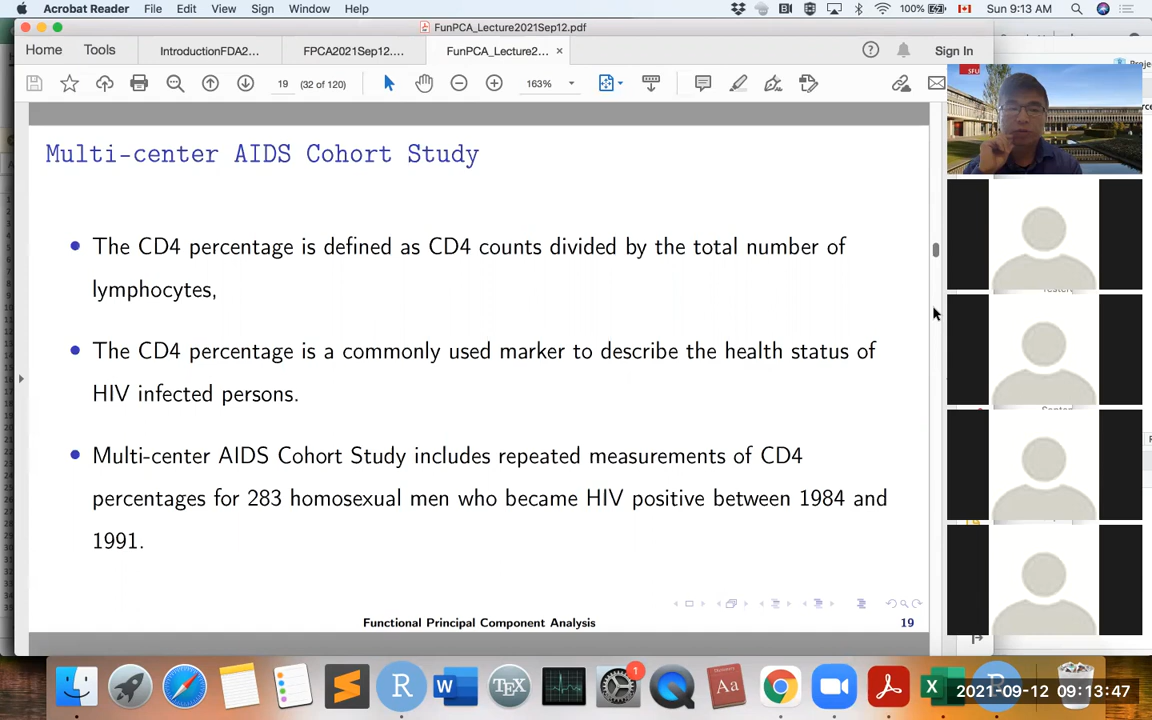 Acrobat Reader File Edit View Sign Window Help 100% Sun 9:13 AM
FunPCA_Lecture2021Sep12.pdf
Home Tools IntroductionFDA2... FPCA2021Sep12.... FunPCA_Lecture2... × Sign In
19 (32 of 120) 163%
SFU
Multi-center AIDS Cohort Study
• The CD4 percentage is defined as CD4 counts divided by the total number of
lymphocytes,
• The CD4 percentage is a commonly used marker to describe the health status of
HIV infected persons.
• Multi-center AIDS Cohort Study includes repeated measurements of CD4
percentages for 283 homosexual men who became HIV positive between 1984 and
1991.
Functional Principal Component Analysis 19
R W TEX 1 Aa X
2021-09-12 09:13:47